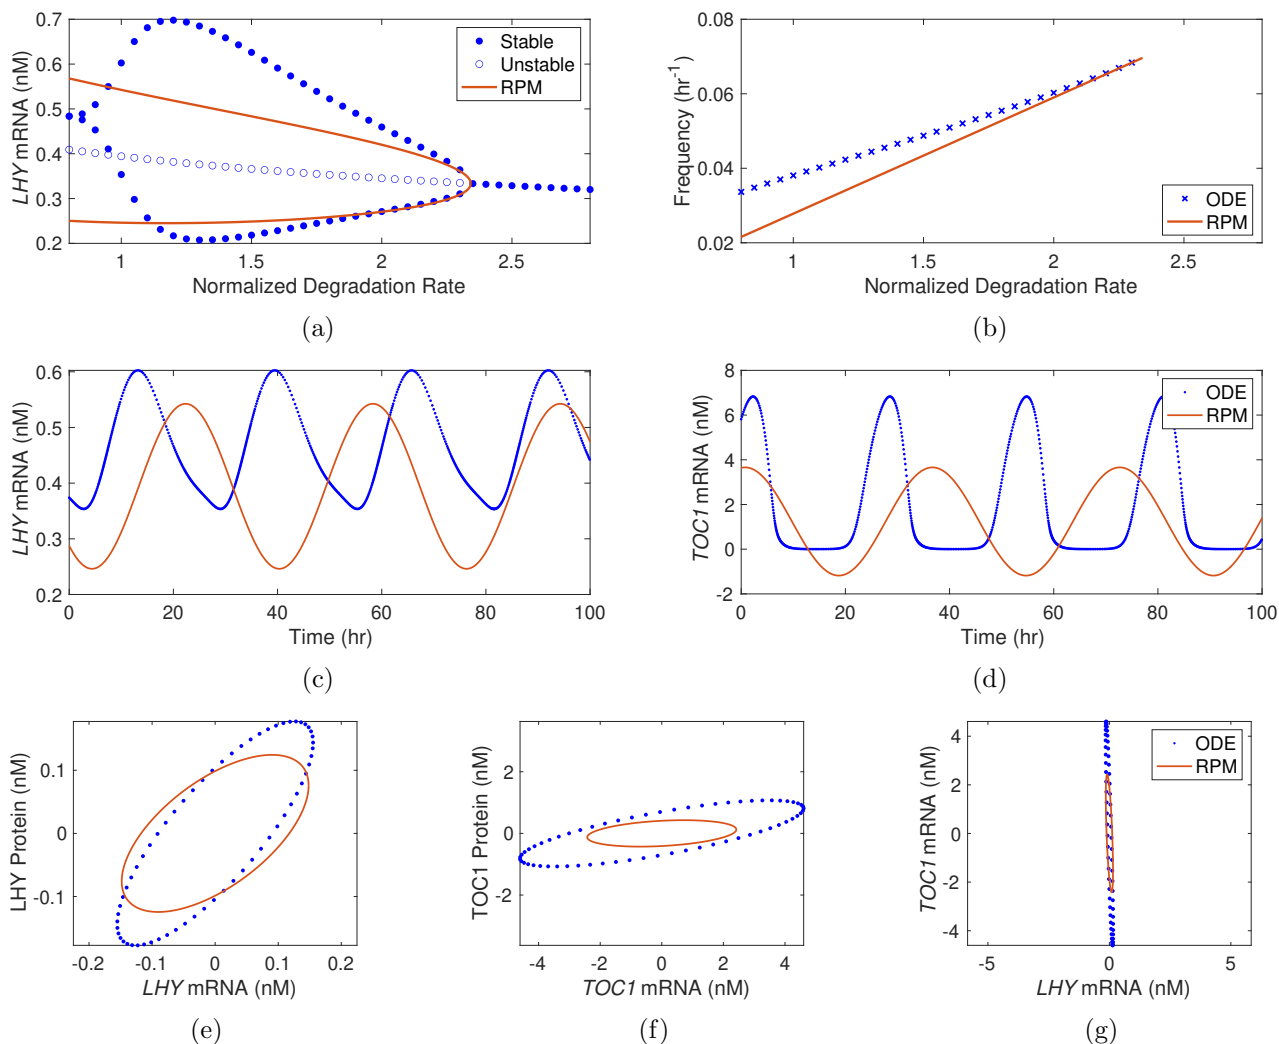 0.7
0.6
0.5
0.4
0.3
0.2
LHY mRNA (nM)
Stable
Unstable
RPM
1
1.5
2
2.5
Normalized Degradation Rate
(a)
0.08
0.06
0.04
0.02
Frequency (hr-1)
ODE
RPM
1
1.5
2
2.5
Normalized Degradation Rate
(b)
0.6
0.5
0.4
0.3
0.2
LHY mRNA (nM)
0
20
40
60
80
100
Time (hr)
(c)
8
6
4
2
0
-2
TOC1 mRNA (nM)
ODE
RPM
0
20
40
60
80
100
Time (hr)
(d)
0.1
0
-0.1
LHY Protein (nM)
-0.2
-0.1
0
0.1
0.2
LHY mRNA (nM)
(e)
2
0
-2
TOC1 Protein (nM)
-4
-2
0
2
4
TOC1 mRNA (nM)
(f)
4
2
0
-2
-4
TOC1 mRNA (nM)
ODE
RPM
-5
0
5
LHY mRNA (nM)
(g)